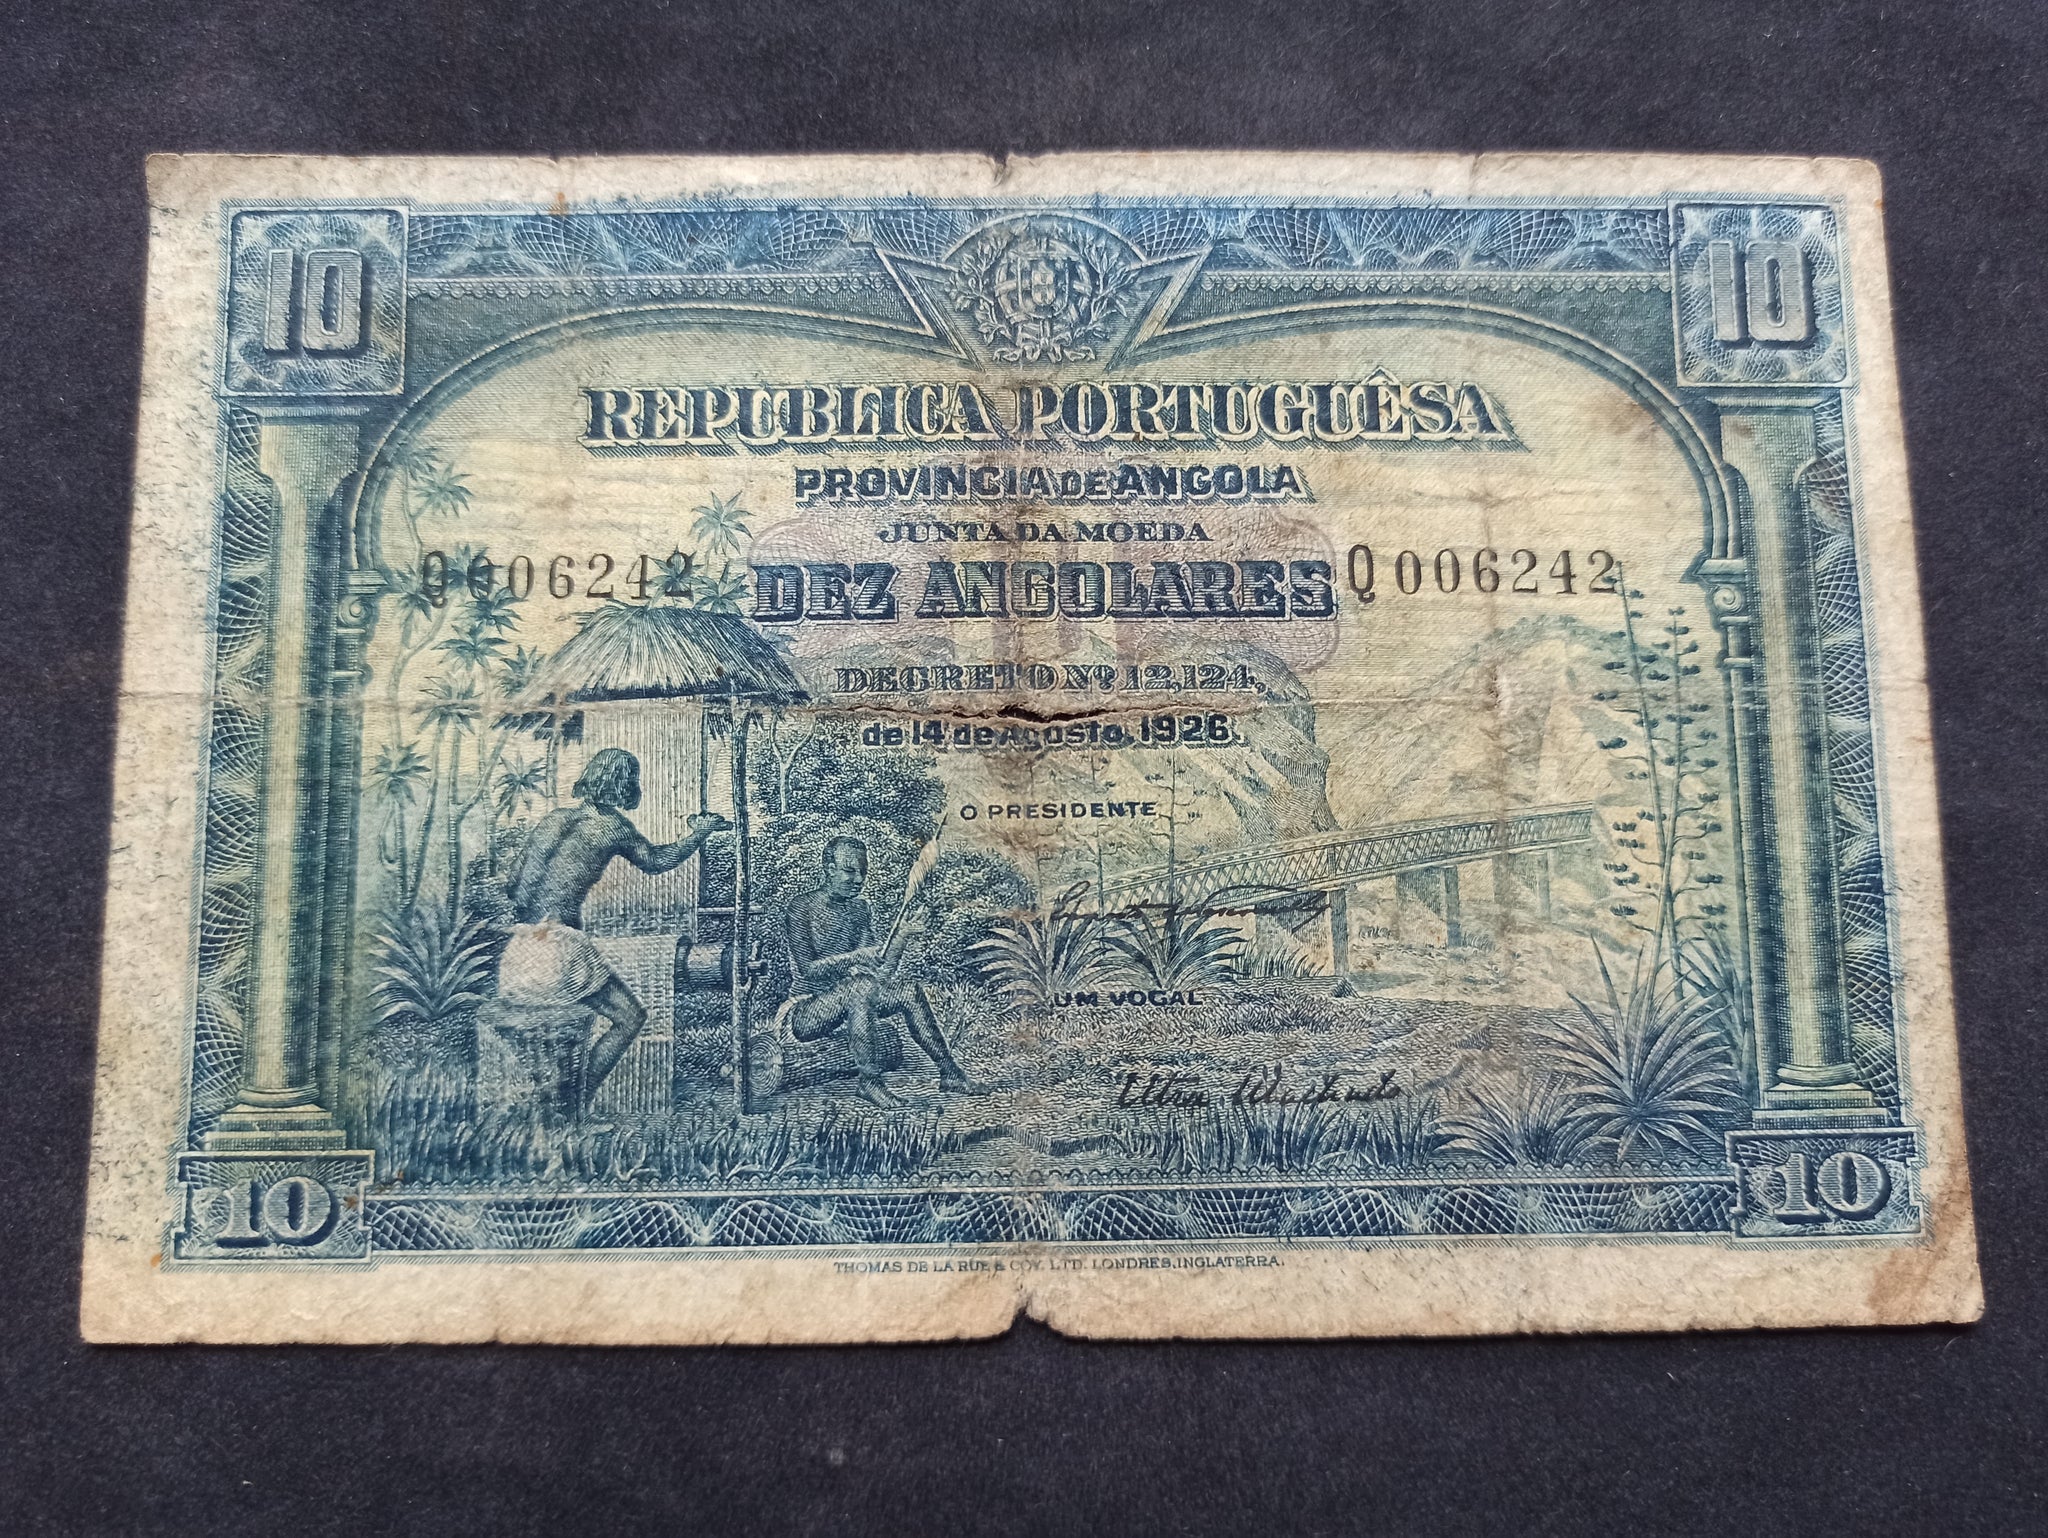 10 10
REPUBLICA PORTUGUÊSA
PROVINCIA DE ANGOLA
JUNTA DA MOEDA
Q006242 Q006242
DEZ ANGOLARES
DECRETO Nº 12,124,
de 14 de Agosto, 1926.
O PRESIDENTE
UM VOGAL
10 10
THOMAS DE LA RUE & COY. LTD. LONDRES, INGLATERRA.